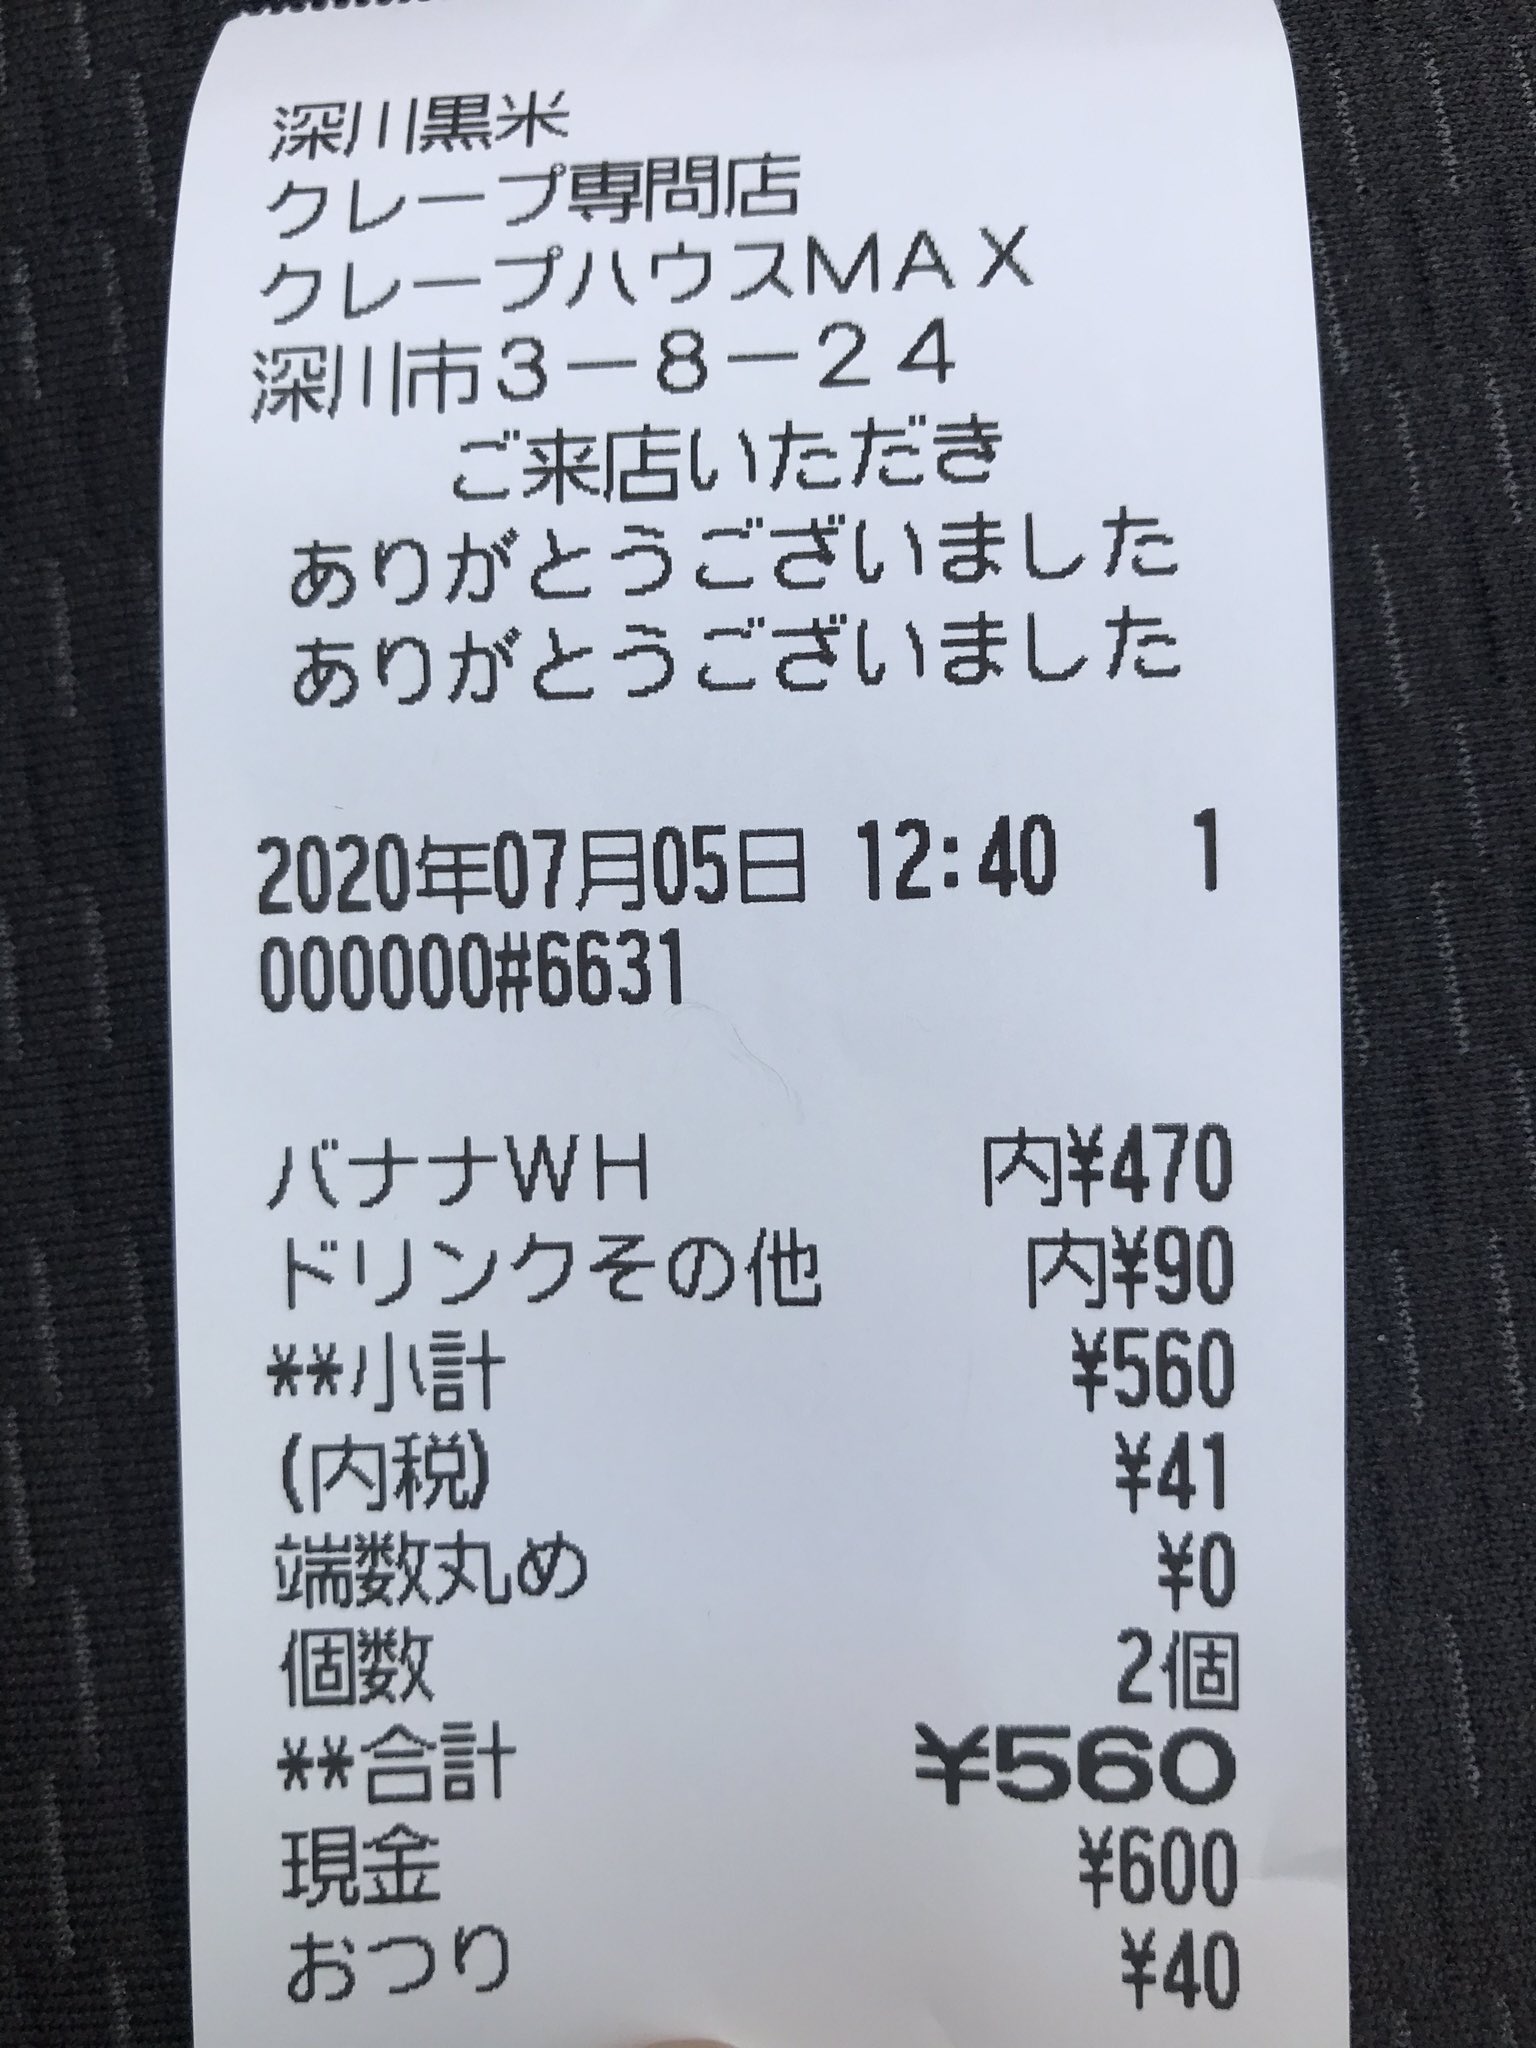 深川黒米
クレープ専問店
クレープハウスMAX
深川市3-8-24
ご来店いただき
ありがとうございました
ありがとうございました
2020年07月05日 12:40 1
000000#6631
バナナWH 内¥470
ドリンクその他 内¥90
**小計 ¥560
(内税) ¥41
端数丸め ¥0
個数 2個
**合計 ¥560
現金 ¥600
おつり ¥40